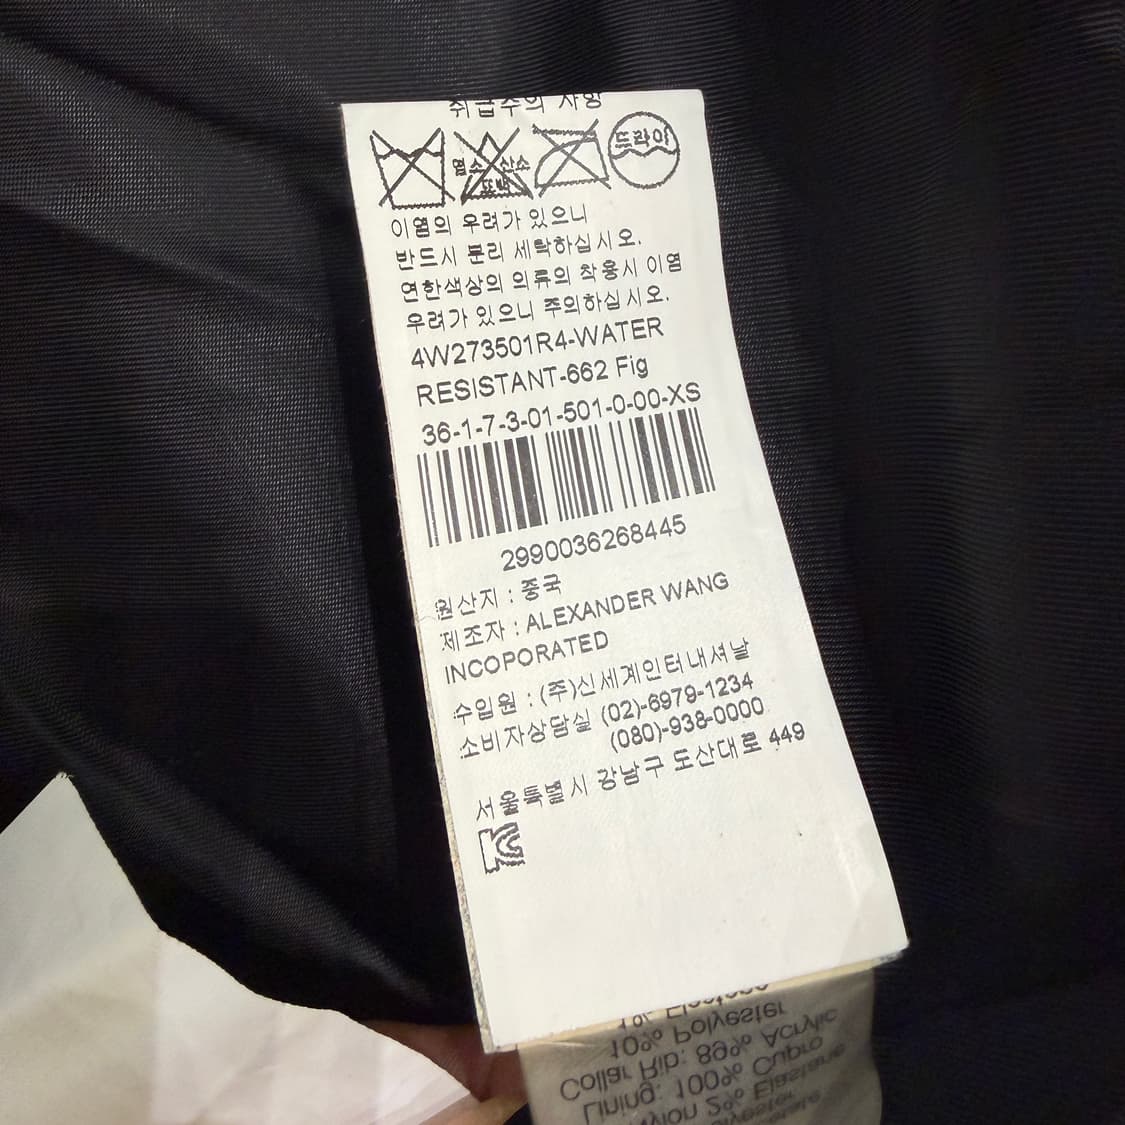 취급주의 사항
드라이
염소 산소
표백
이염의 우려가 있으니
반드시 분리 세탁하십시오.
연한색상의 의류의 착용시 이염
우려가 있으니 주의하십시오.
4W273501R4-WATER
RESISTANT-662 Fig
36-1-7-3-01-501-0-00-XS
2990036268445
원산지 : 중국
제조자 : ALEXANDER WANG
INCOPORATED
수입원 : (주)신세계인터내셔날
소비자상담실 (02)-6979-1234
(080)-938-0000
서울특별시 강남구 도산대로 449
1% Elastane
10% Polyester
Collar Rib: 89% Acrylic
Lining: 100% Cupro
2% Elastane